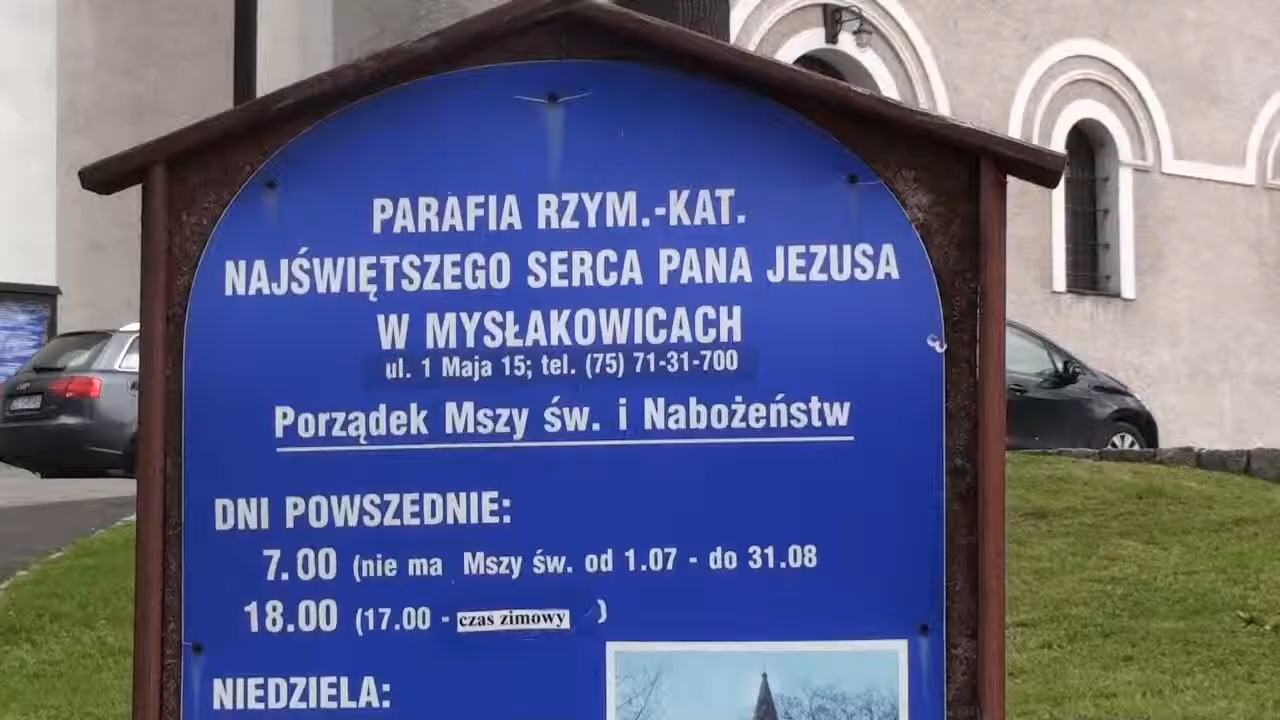 PARAFIA RZYM.-KAT.
NAJŚWIĘTSZEGO SERCA PANA JEZUSA
W MYSŁAKOWICACH
ul. 1 Maja 15; tel. (75) 71-31-700
Porządek Mszy św. i Nabożeństw
DNI POWSZEDNIE:
7.00 (nie ma Mszy św. od 1.07 - do 31.08
18.00 (17.00 - czas zimowy )
NIEDZIELA: